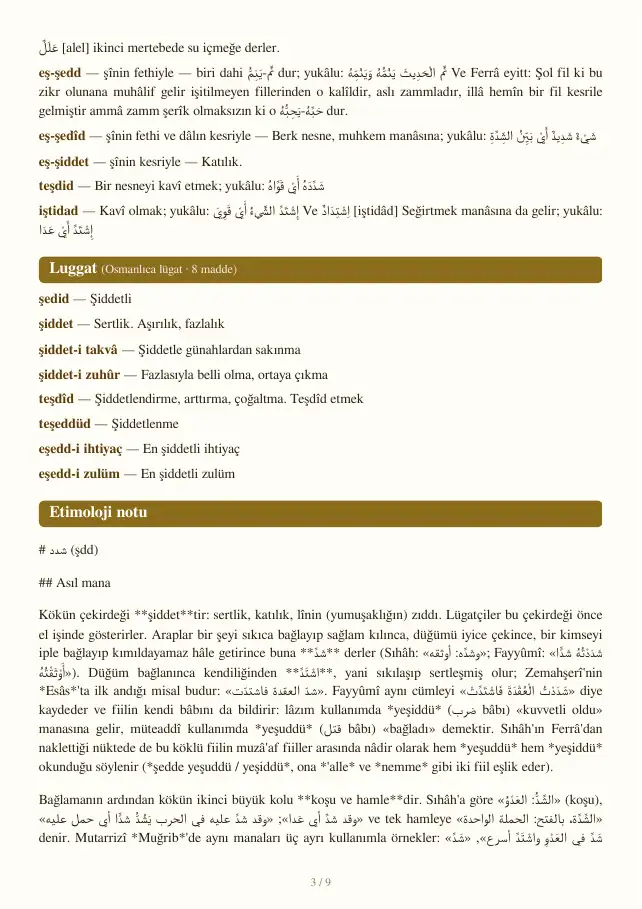 عَلَلٌ [alel] ikinci mertebede su içmeğe derler.
eş-şedd — şînin fethiyle — biri dahi نَمَّ-يَنِمُّ dur; yukâlu: نَمَّ الْحَدِيثَ يَنُمُّهُ وَيَنِمُّهُ Ve Ferrâ eyitt: Şol fil ki bu
zikr olunana muhâlif gelir işitilmeyen fillerinden o kalîldir, aslı zammladır, illâ hemîn bir fil kesrile
gelmiştir ammâ zamm şerîk olmaksızın ki o حَبَّهُ-يَحِبُّهُ dur.
eş-şedîd — şînin fethi ve dâlın kesriyle — Berk nesne, muhkem manâsına; yukâlu: شَيْءٌ شَدِيدٌ أَيْ بَيِّنُ الشِّدَّةِ
eş-şiddet — şînin kesriyle — Katılık.
teşdid — Bir nesneyi kavî etmek; yukâlu: شَدَّدَهُ أَيْ قَوَّاهُ
iştidad — Kavî olmak; yukâlu: إِشْتَدَّ الشَّيْءُ أَيْ قَوِيَ Ve اِشْتِدَادٌ [iştidâd] Seğirtmek manâsına da gelir; yukâlu:
إِشْتَدَّ أَيْ عَدَا
Luggat (Osmanlıca lügat · 8 madde)
şedid — Şiddetli
şiddet — Sertlik. Aşırılık, fazlalık
şiddet-i takvâ — Şiddetle günahlardan sakınma
şiddet-i zuhûr — Fazlasıyla belli olma, ortaya çıkma
teşdîd — Şiddetlendirme, arttırma, çoğaltma. Teşdîd etmek
teşeddüd — Şiddetlenme
eşedd-i ihtiyaç — En şiddetli ihtiyaç
eşedd-i zulüm — En şiddetli zulüm
Etimoloji notu
# شدد (şdd)
## Asıl mana
Kökün çekirdeği **şiddet**tir: sertlik, katılık, lînin (yumuşaklığın) zıddı. Lügatçiler bu çekirdeği önce
el işinde gösterirler. Araplar bir şeyi sıkıca bağlayıp sağlam kılınca, düğümü iyice çekince, bir kimseyi
iple bağlayıp kımıldayamaz hâle getirince buna **شدّ** derler (Sıhâh: «وشدّه: أوثقه»; Fayyûmî: «شَدَدْتُهُ شَدًّا
أَوْثَقْتُهُ»). Düğüm bağlanınca kendiliğinden **اشْتَدّ**, yani sıkılaşıp sertleşmiş olur; Zemahşerî'nin
*Esâs*'ta ilk andığı misal budur: «شد العقدة فاشتدت». Fayyûmî aynı cümleyi «شَدَدْتُ الْعُقْدَةَ فَاشْتَدَّتْ» diye
kaydeder ve fiilin kendi bâbını da bildirir: lâzım kullanımda *yeşiddü* (ضرب bâbı) «kuvvetli oldu»
manasına gelir, müteaddî kullanımda *yeşuddü* (قتل bâbı) «bağladı» demektir. Sıhâh'ın Ferrâ'dan
naklettiği nüktede de bu köklü fiilin muzâ'af fiiller arasında nâdir olarak hem *yeşuddü* hem *yeşiddü*
okunduğu söylenir (*şedde yeşuddü / yeşiddü*, ona *'alle* ve *nemme* gibi iki fiil eşlik eder).
Bağlamanın ardından kökün ikinci büyük kolu **koşu ve hamle**dir. Sıhâh'a göre «الشَّدُّ: العَدْوُ» (koşu),
«وقد شدّ أي عَدا»; «وقد شدّ عليه في الحرب يَشُدُّ شدًّا أي حمل عليه» ve tek hamleye «الشَّدّة، بالفتح: الحملة الواحدة»
denir. Mutarrizî *Muğrib*'de aynı manaları üç ayrı kullanımla örnekler: «شدّ في العَدْوِ واشْتَدّ أسرع», «شَدّ
3 / 9